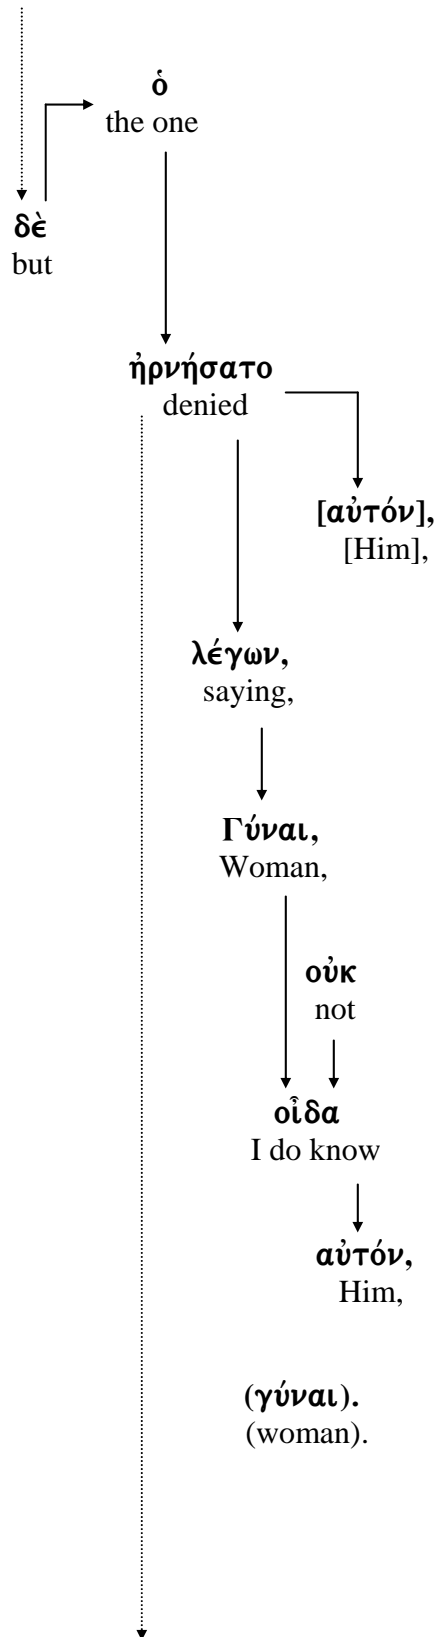 ὁ
the one
δὲ
but
ἠρνήσατο
denied
[αὐτόν],
[Him],
λέγων,
saying,
Γύναι,
Woman,
οὐκ
not
οἶδα
I do know
αὐτόν,
Him,
(γύναι).
(woman).